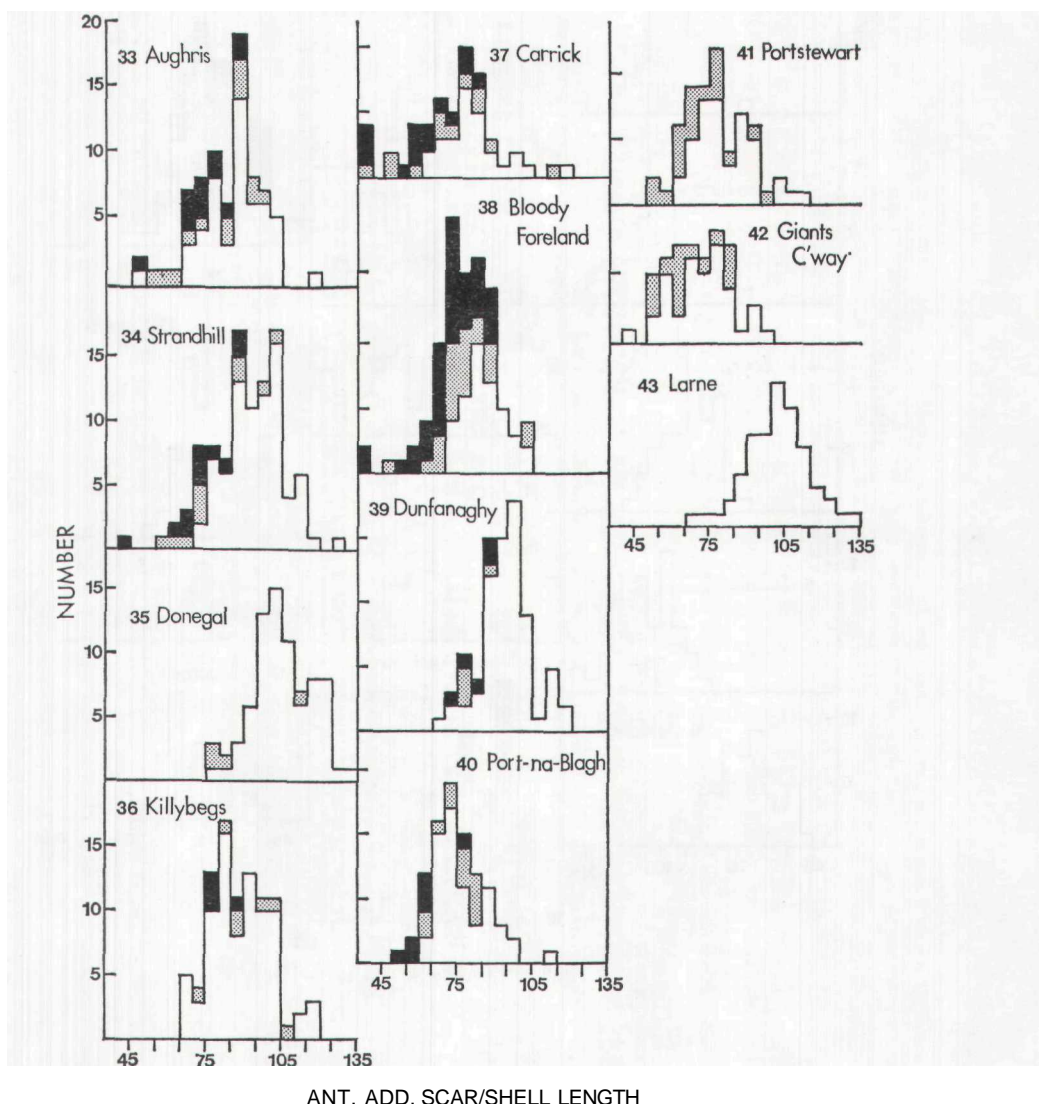 20
33 Aughris
15
10
5
34 Strandhill
15
10
5
NUMBER
35 Donegal
15
10
5
36 Killybegs
15
10
5
45 75 105 135
37 Carrick
38 Bloody
Foreland
39 Dunfanaghy
40 Port-na-Blagh
45 75 105 135
41 Portstewart
42 Giants
C'way·
43 Larne
45 75 105 135
ANT. ADD. SCAR/SHELL LENGTH